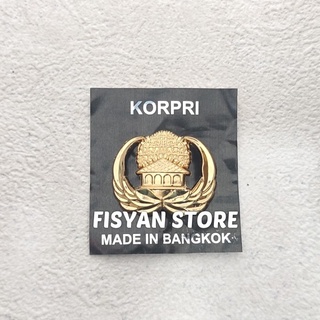 KORPRI
FISYAN STORE
MADE IN BANGKOK